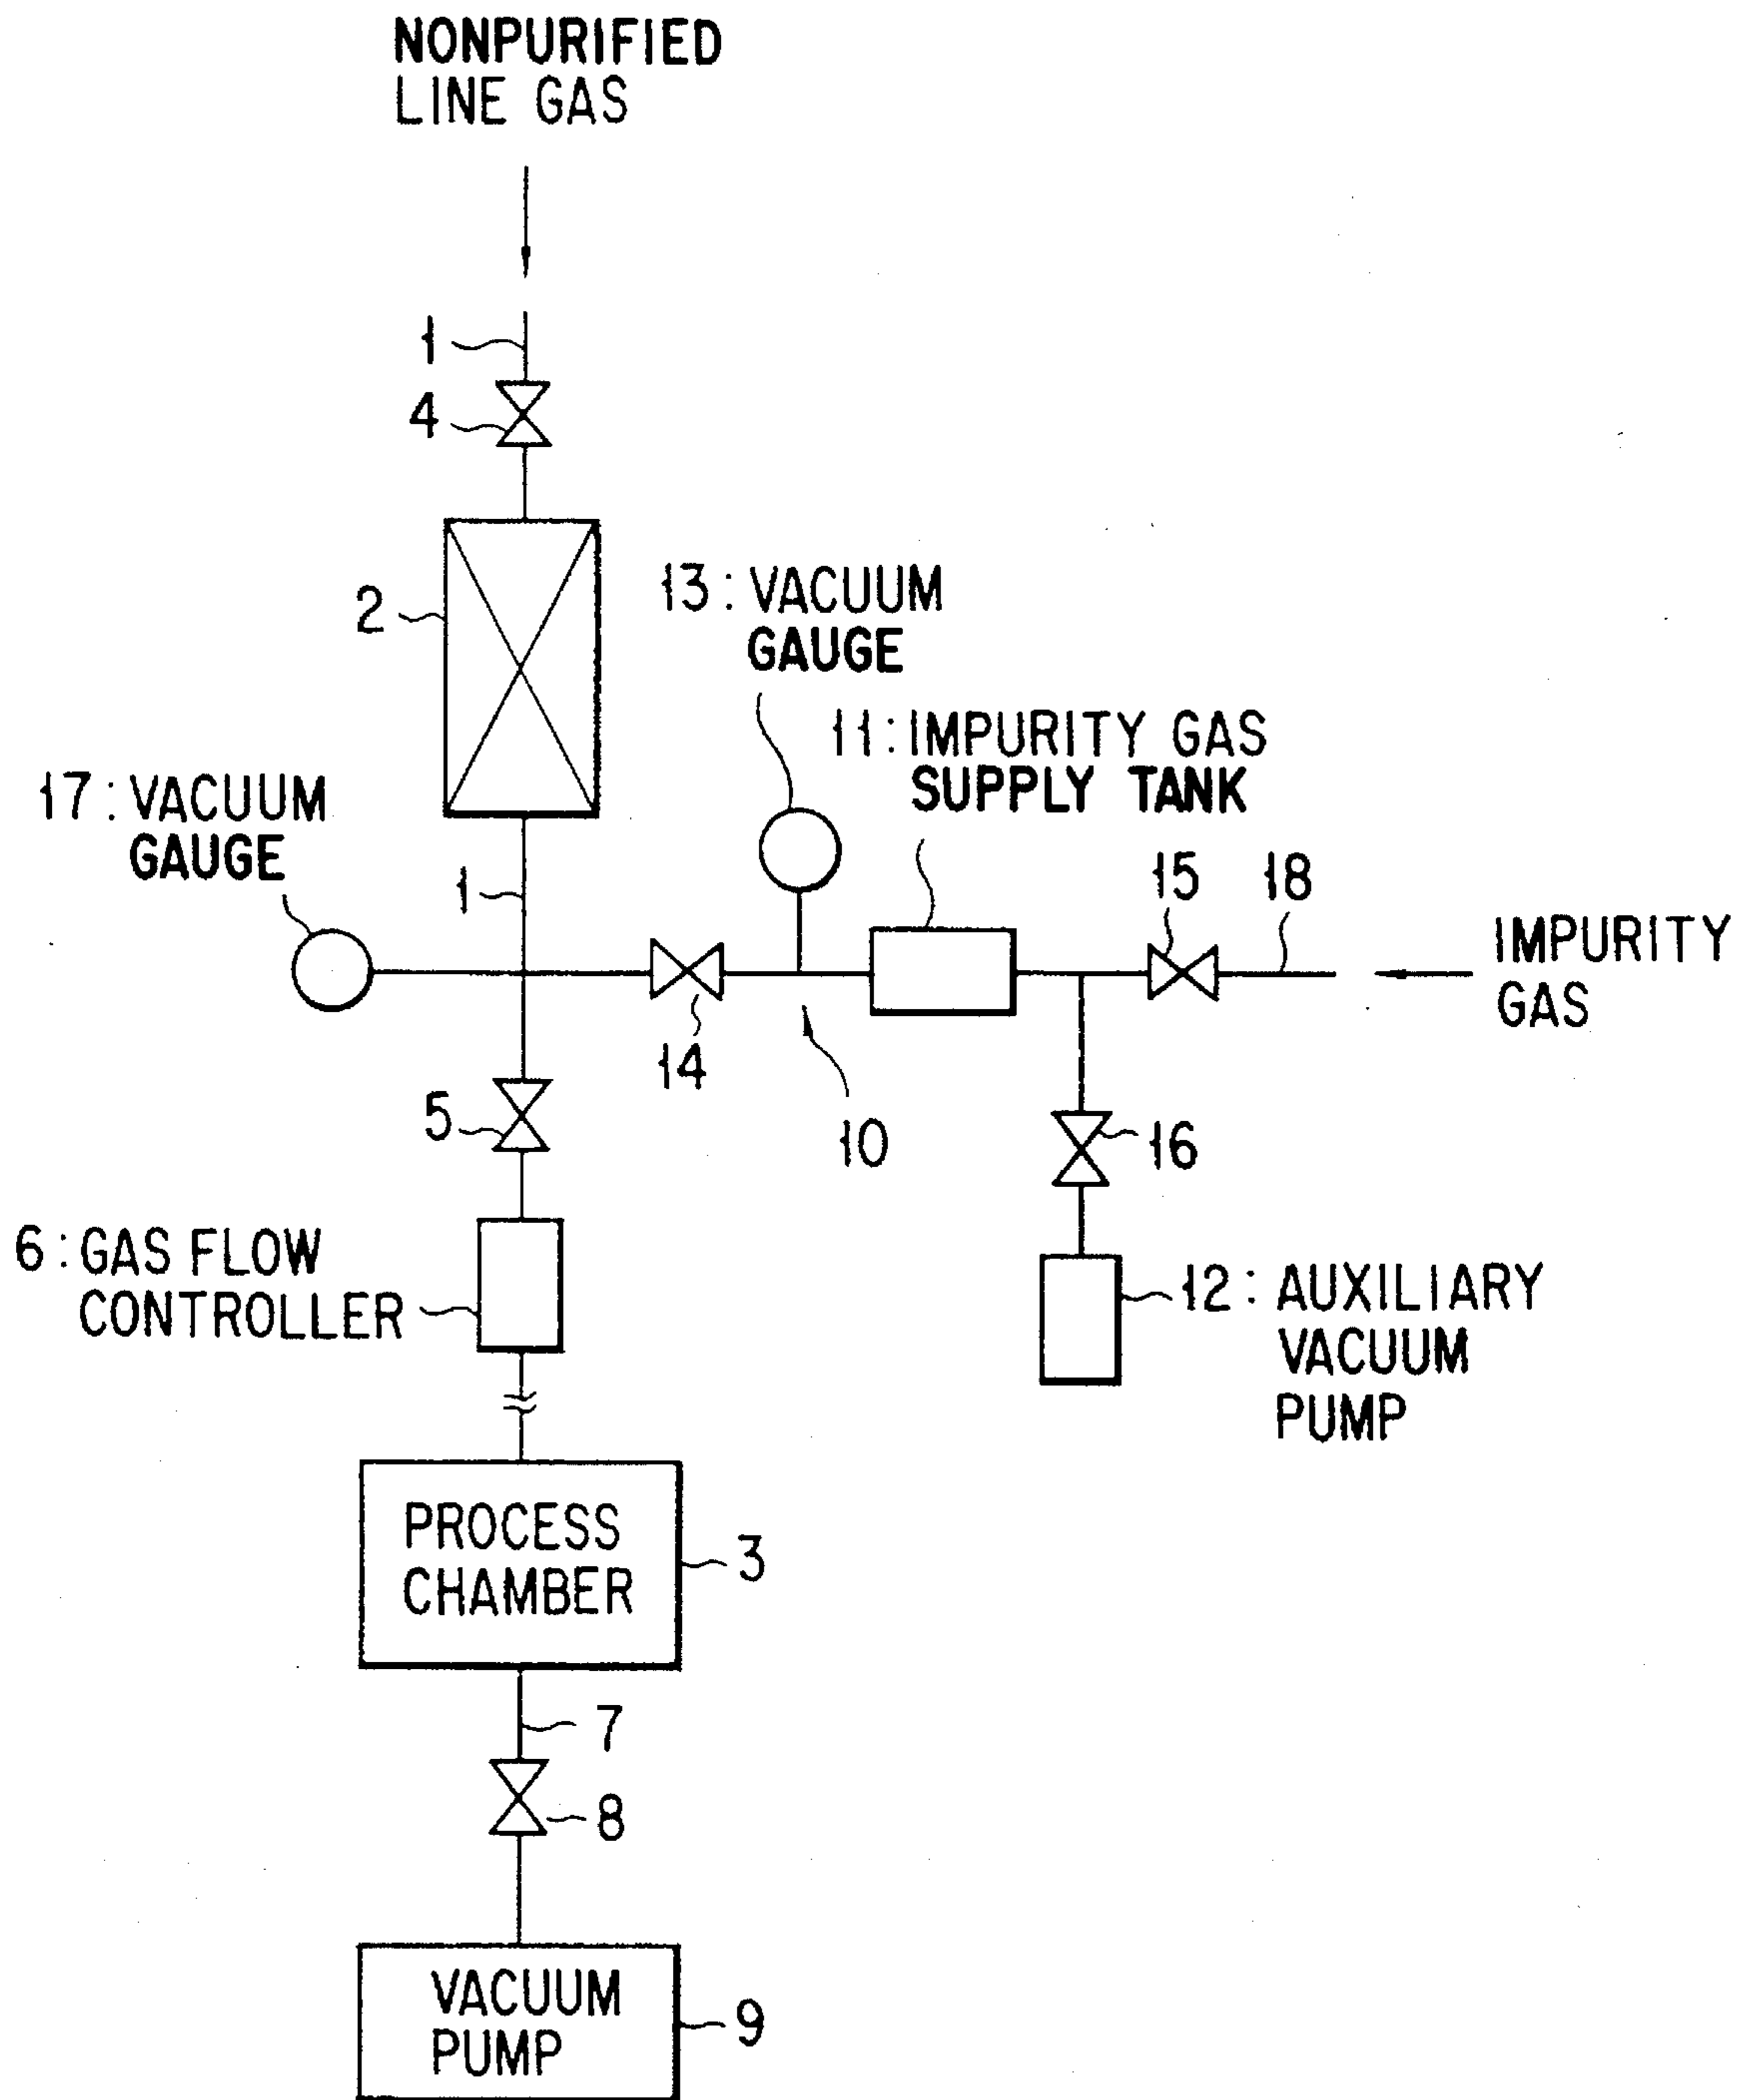 NONPURIFIED
LINE GAS
1
4
2
13 : VACUUM
GAUGE
11 : IMPURITY GAS
SUPPLY TANK
17 : VACUUM
GAUGE
1
15
18
IMPURITY
GAS
14
5
10
16
6 : GAS FLOW
CONTROLLER
12 : AUXILIARY
VACUUM
PUMP
PROCESS
CHAMBER
3
7
8
VACUUM
PUMP
9